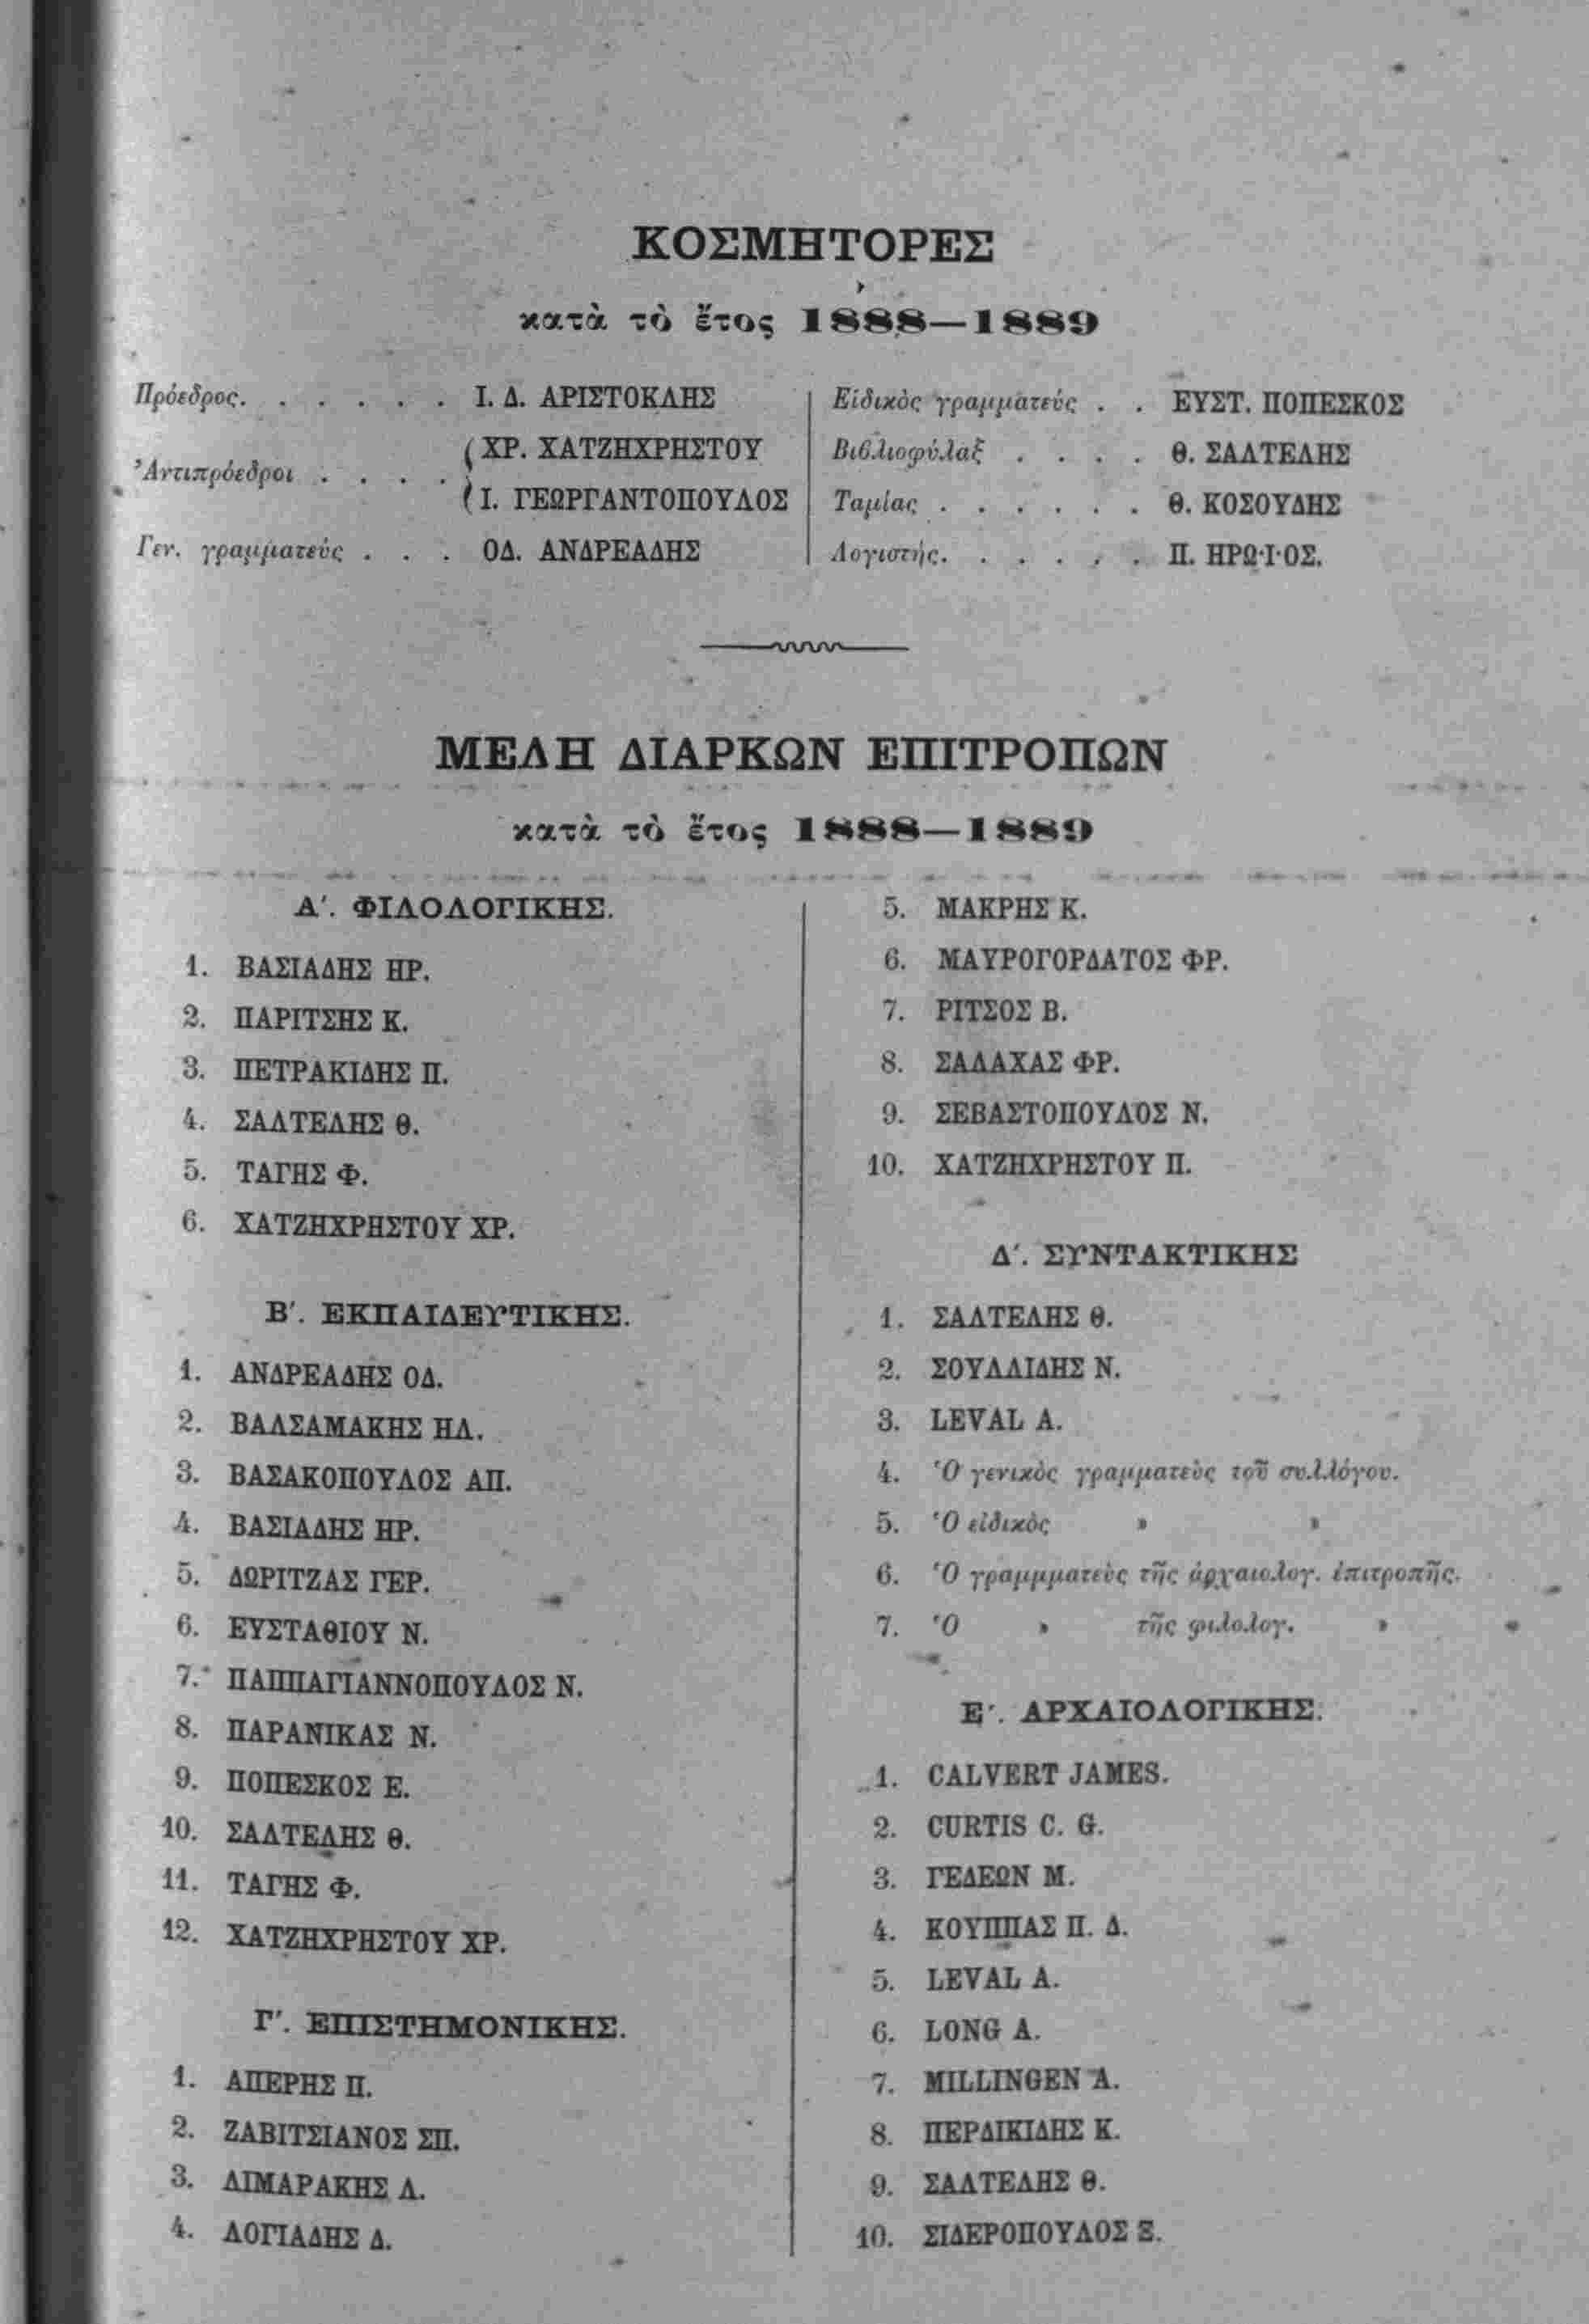 ΚΟΣΜΗΤΟΡΕΣ
κατὰ τὸ ἔτος 1888—1889
Πρόεδρος. . . . . . Ι. Δ. ΑΡΙΣΤΟΚΛΗΣ
Ἀντιπρόεδροι . . . . ( ΧΡ. ΧΑΤΖΗΧΡΗΣΤΟΥ
( Ι. ΓΕΩΡΓΑΝΤΟΠΟΥΛΟΣ
Γεν. γραμματεὺς . . . ΟΔ. ΑΝΔΡΕΑΔΗΣ
Εἰδικὸς γραμματεύς . . ΕΥΣΤ. ΠΟΠΕΣΚΟΣ
Βιβλιοφύλαξ . . . . Θ. ΣΑΛΤΕΛΗΣ
Ταμίας . . . . . . Θ. ΚΟΣΟΥΔΗΣ
Λογιστής. . . . . . Π. ΗΡΩ·Ι·ΟΣ.
ΜΕΛΗ ΔΙΑΡΚΩΝ ΕΠΙΤΡΟΠΩΝ
κατὰ τὸ ἔτος 1888—1889
Α΄. ΦΙΛΟΛΟΓΙΚΗΣ.
1. ΒΑΣΙΑΔΗΣ ΗΡ.
2. ΠΑΡΙΤΣΗΣ Κ.
3. ΠΕΤΡΑΚΙΔΗΣ Π.
4. ΣΑΛΤΕΛΗΣ Θ.
5. ΤΑΓΗΣ Φ.
6. ΧΑΤΖΗΧΡΗΣΤΟΥ ΧΡ.
Β΄. ΕΚΠΑΙΔΕΥΤΙΚΗΣ.
1. ΑΝΔΡΕΑΔΗΣ ΟΔ.
2. ΒΑΛΣΑΜΑΚΗΣ ΗΛ.
3. ΒΑΣΑΚΟΠΟΥΛΟΣ ΑΠ.
4. ΒΑΣΙΑΔΗΣ ΗΡ.
5. ΔΩΡΙΤΖΑΣ ΓΕΡ.
6. ΕΥΣΤΑΘΙΟΥ Ν.
7. ΠΑΠΠΑΓΙΑΝΝΟΠΟΥΛΟΣ Ν.
8. ΠΑΡΑΝΙΚΑΣ Ν.
9. ΠΟΠΕΣΚΟΣ Ε.
10. ΣΑΛΤΕΛΗΣ Θ.
11. ΤΑΓΗΣ Φ.
12. ΧΑΤΖΗΧΡΗΣΤΟΥ ΧΡ.
Γ΄. ΕΠΙΣΤΗΜΟΝΙΚΗΣ.
1. ΑΠΕΡΗΣ Π.
2. ΖΑΒΙΤΣΙΑΝΟΣ ΣΠ.
3. ΛΙΜΑΡΑΚΗΣ Λ.
4. ΛΟΓΙΑΔΗΣ Δ.
5. ΜΑΚΡΗΣ Κ.
6. ΜΑΥΡΟΓΟΡΔΑΤΟΣ ΦΡ.
7. ΡΙΤΣΟΣ Β.
8. ΣΑΛΑΧΑΣ ΦΡ.
9. ΣΕΒΑΣΤΟΠΟΥΛΟΣ Ν.
10. ΧΑΤΖΗΧΡΗΣΤΟΥ Π.
Δ΄. ΣΥΝΤΑΚΤΙΚΗΣ
1. ΣΑΛΤΕΛΗΣ Θ.
2. ΣΟΥΛΛΙΔΗΣ Ν.
3. LEVAL A.
4. Ὁ γενικὸς γραμματεὺς τοῦ συλλόγου.
5. Ὁ εἰδικὸς » »
6. Ὁ γραμμματεὺς τῆς ἀρχαιολογ. ἐπιτροπῆς.
7. Ὁ » τῆς φιλολογ. »
Ε΄. ΑΡΧΑΙΟΛΟΓΙΚΗΣ.
1. CALVERT JAMES.
2. CURTIS C. G.
3. ΓΕΔΕΩΝ Μ.
4. ΚΟΥΠΠΑΣ Π. Δ.
5. LEVAL A.
6. LONG A.
7. MILLINGEN A.
8. ΠΕΡΔΙΚΙΔΗΣ Κ.
9. ΣΑΛΤΕΛΗΣ Θ.
10. ΣΙΔΕΡΟΠΟΥΛΟΣ Ξ.